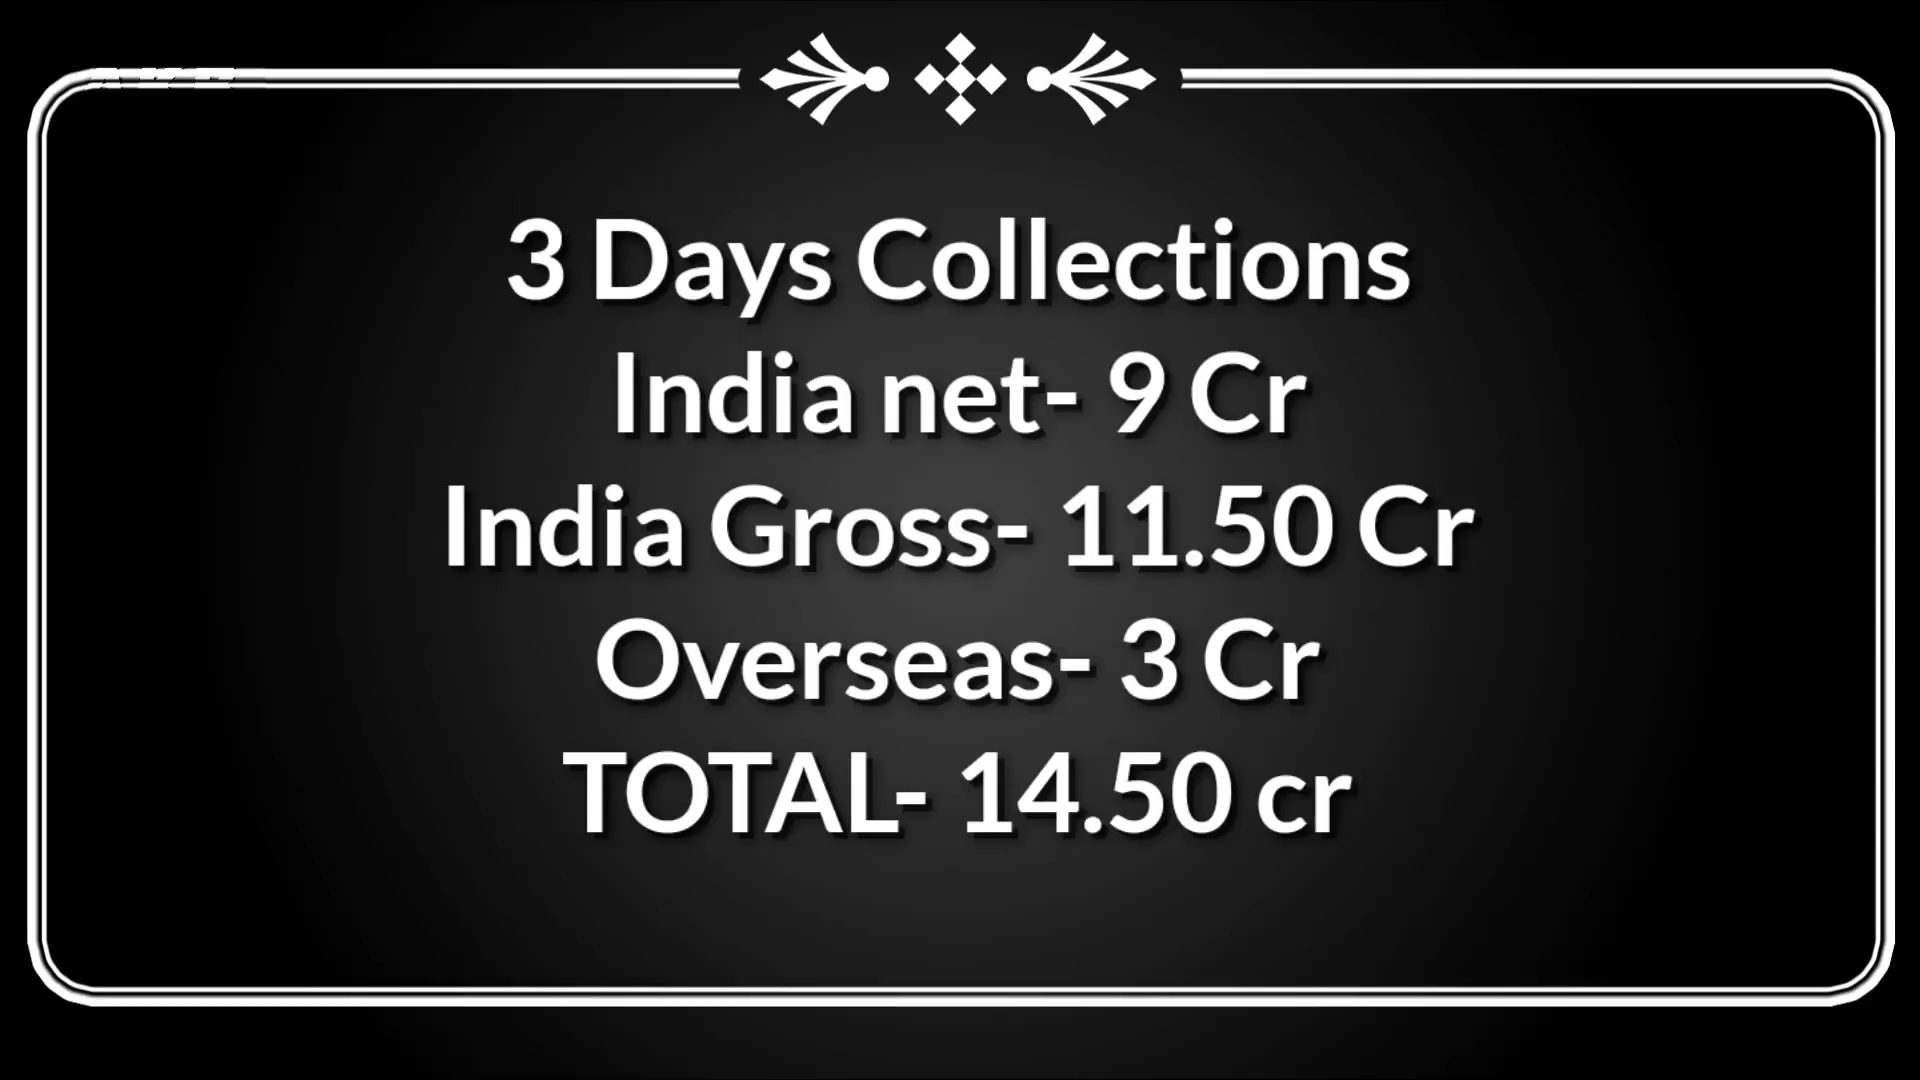 3 Days Collections
India net- 9 Cr
India Gross- 11.50 Cr
Overseas- 3 Cr
TOTAL- 14.50 cr